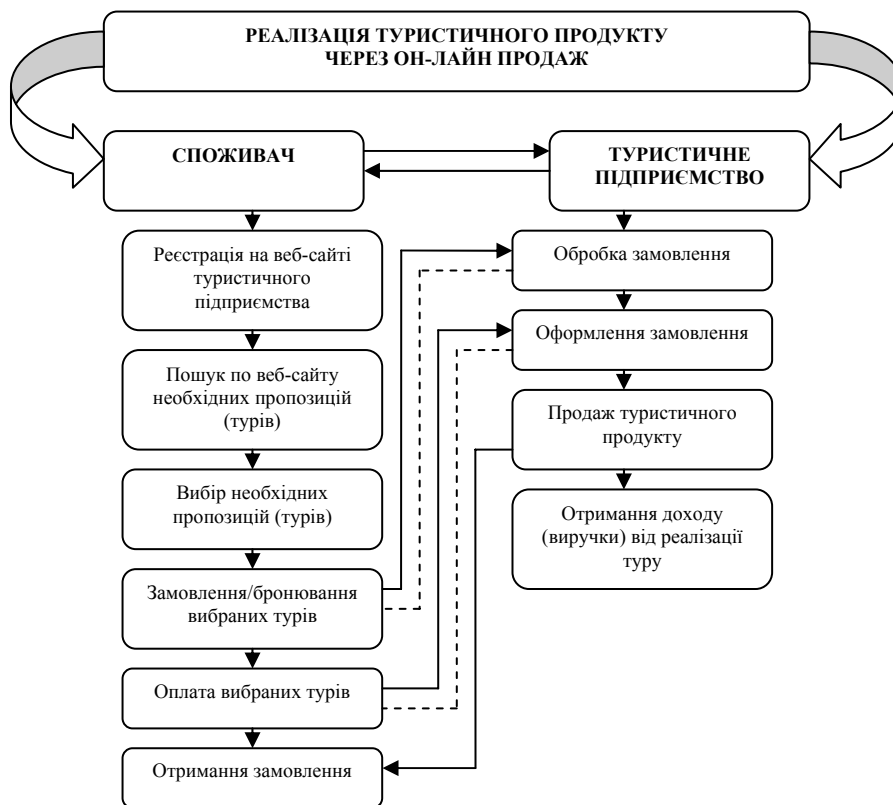 РЕАЛІЗАЦІЯ ТУРИСТИЧНОГО ПРОДУКТУ
ЧЕРЕЗ ОН-ЛАЙН ПРОДАЖ
СПОЖИВАЧ
ТУРИСТИЧНЕ
ПІДПРИЄМСТВО
Реєстрація на веб-сайті
туристичного
підприємства
Пошук по веб-сайту
необхідних пропозицій
(турів)
Вибір необхідних
пропозицій (турів)
Замовлення/бронювання
вибраних турів
Оплата вибраних турів
Отримання замовлення
Обробка замовлення
Оформлення замовлення
Продаж туристичного
продукту
Отримання доходу
(виручки) від реалізації
туру